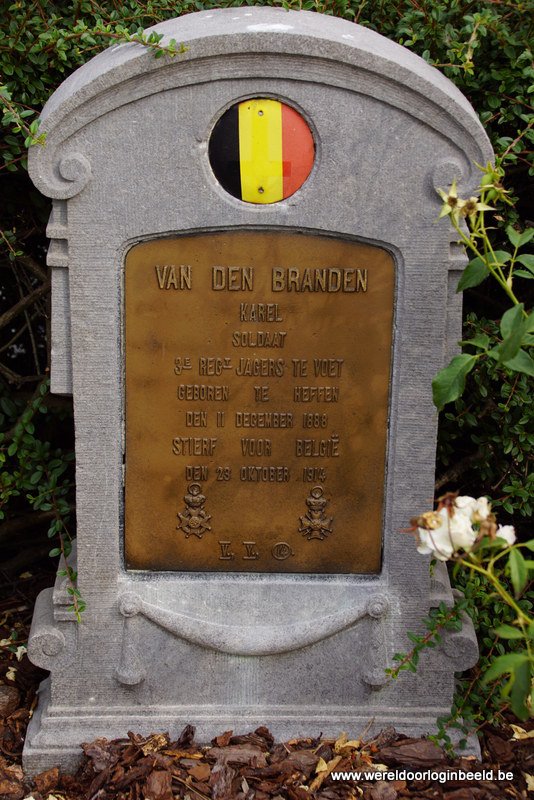 VAN DEN BRANDEN
KAREL
SOLDAAT
3E REGT JAGERS TE VOET
GEBOREN TE HEFFEN
DEN 11 DECEMBER 1888
STIERF VOOR BELGIË
DEN 29 OKTOBER 1914
V. V.
www.wereldoorloginbeeld.be